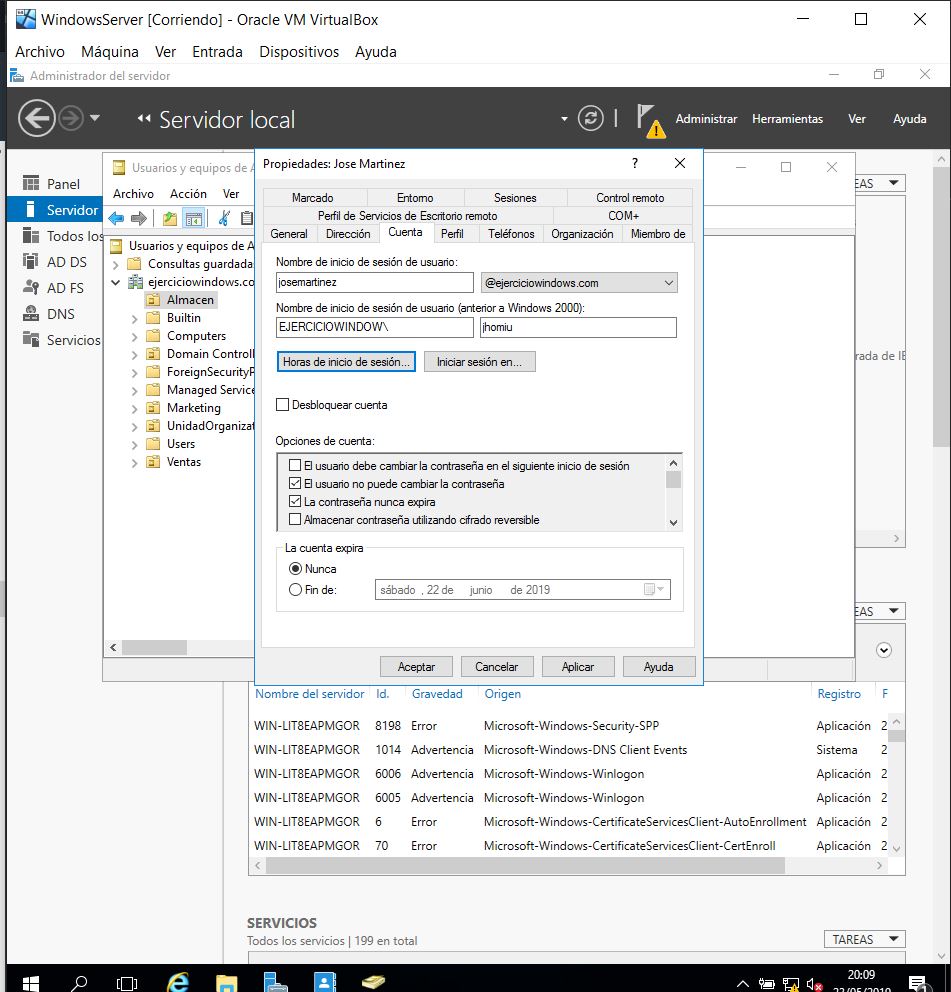 WindowsServer [Corriendo] - Oracle VM VirtualBox
Archivo Máquina Ver Entrada Dispositivos Ayuda
Administrador del servidor
Servidor local
Administrar Herramientas Ver Ayuda
Panel
Servidor
Todos los
AD DS
AD FS
DNS
Servicios
Usuarios y equipos de A
Archivo Acción Ver
Usuarios y equipos de A
Consultas guardada
ejerciciowindows.co
Almacen
Builtin
Computers
Domain Controll
ForeignSecurityP
Managed Service
Marketing
UnidadOrganizat
Users
Ventas
Propiedades: Jose Martinez
Marcado Entorno Sesiones Control remoto
Perfil de Servicios de Escritorio remoto COM+
General Dirección Cuenta Perfil Teléfonos Organización Miembro de
Nombre de inicio de sesión de usuario:
josemartinez @ejerciciowindows.com
Nombre de inicio de sesión de usuario (anterior a Windows 2000):
EJERCICIOWINDOW\ jhomiu
Horas de inicio de sesión... Iniciar sesión en...
Desbloquear cuenta
Opciones de cuenta:
El usuario debe cambiar la contraseña en el siguiente inicio de sesión
El usuario no puede cambiar la contraseña
La contraseña nunca expira
Almacenar contraseña utilizando cifrado reversible
La cuenta expira
Nunca
Fin de: sábado , 22 de junio de 2019
Aceptar Cancelar Aplicar Ayuda
EAS
rada de IE
EAS
Nombre del servidor Id. Gravedad Origen Registro F
WIN-LIT8EAPMGOR 8198 Error Microsoft-Windows-Security-SPP Aplicación 2
WIN-LIT8EAPMGOR 1014 Advertencia Microsoft-Windows-DNS Client Events Sistema 2
WIN-LIT8EAPMGOR 6006 Advertencia Microsoft-Windows-Winlogon Aplicación 2
WIN-LIT8EAPMGOR 6005 Advertencia Microsoft-Windows-Winlogon Aplicación 2
WIN-LIT8EAPMGOR 6 Error Microsoft-Windows-CertificateServicesClient-AutoEnrollment Aplicación 2
WIN-LIT8EAPMGOR 70 Error Microsoft-Windows-CertificateServicesClient-CertEnroll Aplicación 2
SERVICIOS
Todos los servicios | 199 en total
TAREAS
20:09